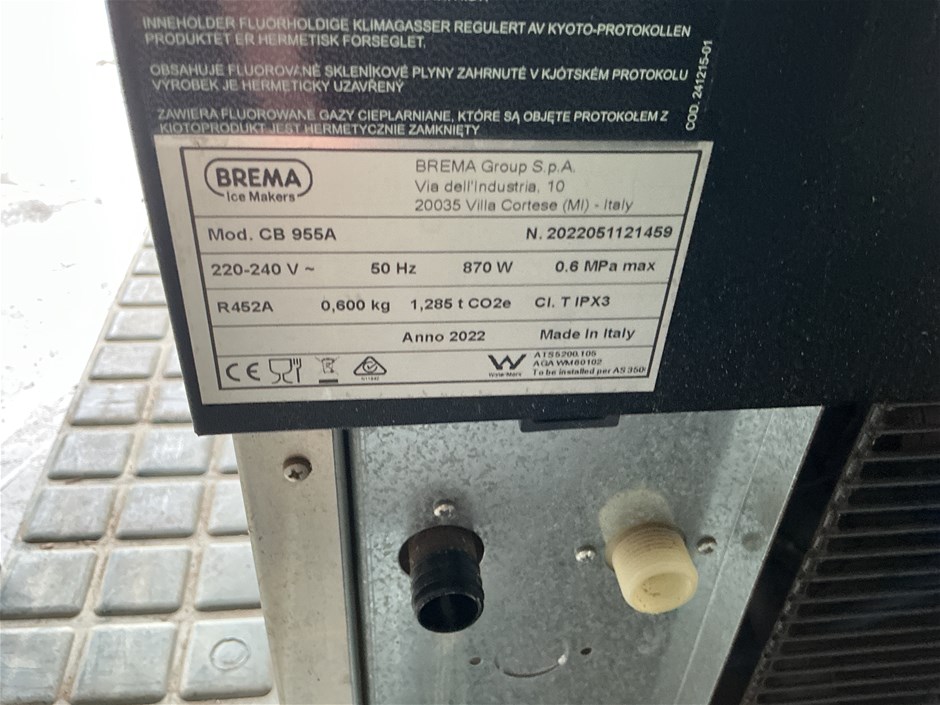 INNEHOLDER FLUORHOLDIGE KLIMAGASSER REGULERT AV KYOTO-PROTOKOLLEN
PRODUKTET ER HERMETISK FORSEGLET.
OBSAHUJE FLUOROVANÉ SKLENÍKOVÉ PLYNY ZAHRNUTÉ V KJÓTSKÉM PROTOKOLU
VÝROBEK JE HERMETICKY UZAVŘENÝ
ZAWIERA FLUOROWANE GAZY CIEPLARNIANE, KTÓRE SĄ OBJĘTE PROTOKOŁEM Z
KIOTOPRODUKT JEST HERMETYCZNIE ZAMKNIĘTY
COD. 241215-01
BREMA
Ice Makers
BREMA Group S.p.A.
Via dell'Industria, 10
20035 Villa Cortese (MI) - Italy
Mod. CB 955A N. 2022051121459
220-240 V ~ 50 Hz 870 W 0.6 MPa max
R452A 0,600 kg 1,285 t CO2e Cl. T IPX3
Anno 2022 Made in Italy
CE
WaterMark
ATS5200.105
AGA WM60102
To be installed per AS 3500